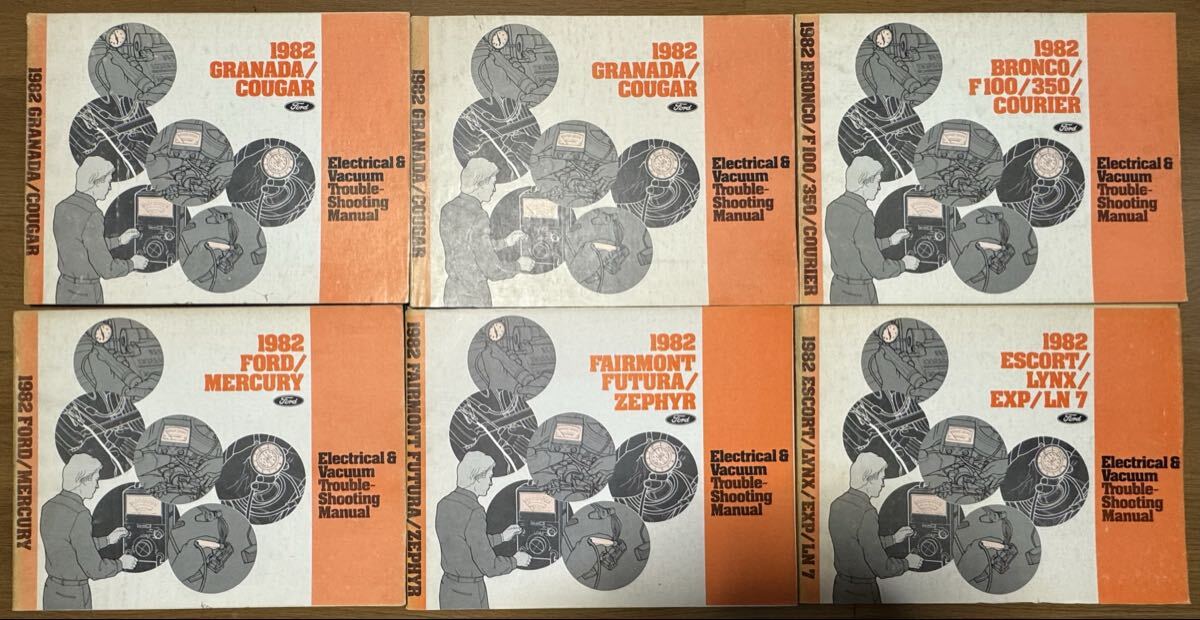 1982 GRANADA/COUGAR
1982
GRANADA/
COUGAR
Ford
Electrical &
Vacuum
Trouble-
Shooting
Manual
1982 GRANADA/COUGAR
1982
GRANADA/
COUGAR
Ford
Electrical &
Vacuum
Trouble-
Shooting
Manual
1982 BRONCO/F100/350/COURIER
1982
BRONCO/
F100/350/
COURIER
Ford
Electrical &
Vacuum
Trouble-
Shooting
Manual
1982 FORD/MERCURY
1982
FORD/
MERCURY
Ford
Electrical &
Vacuum
Trouble-
Shooting
Manual
1982 FAIRMONT FUTURA/ZEPHYR
1982
FAIRMONT
FUTURA/
ZEPHYR
Ford
Electrical &
Vacuum
Trouble-
Shooting
Manual
1982 ESCORT/LYNX/EXP/LN 7
1982
ESCORT/
LYNX/
EXP/LN 7
Ford
Electrical &
Vacuum
Trouble-
Shooting
Manual